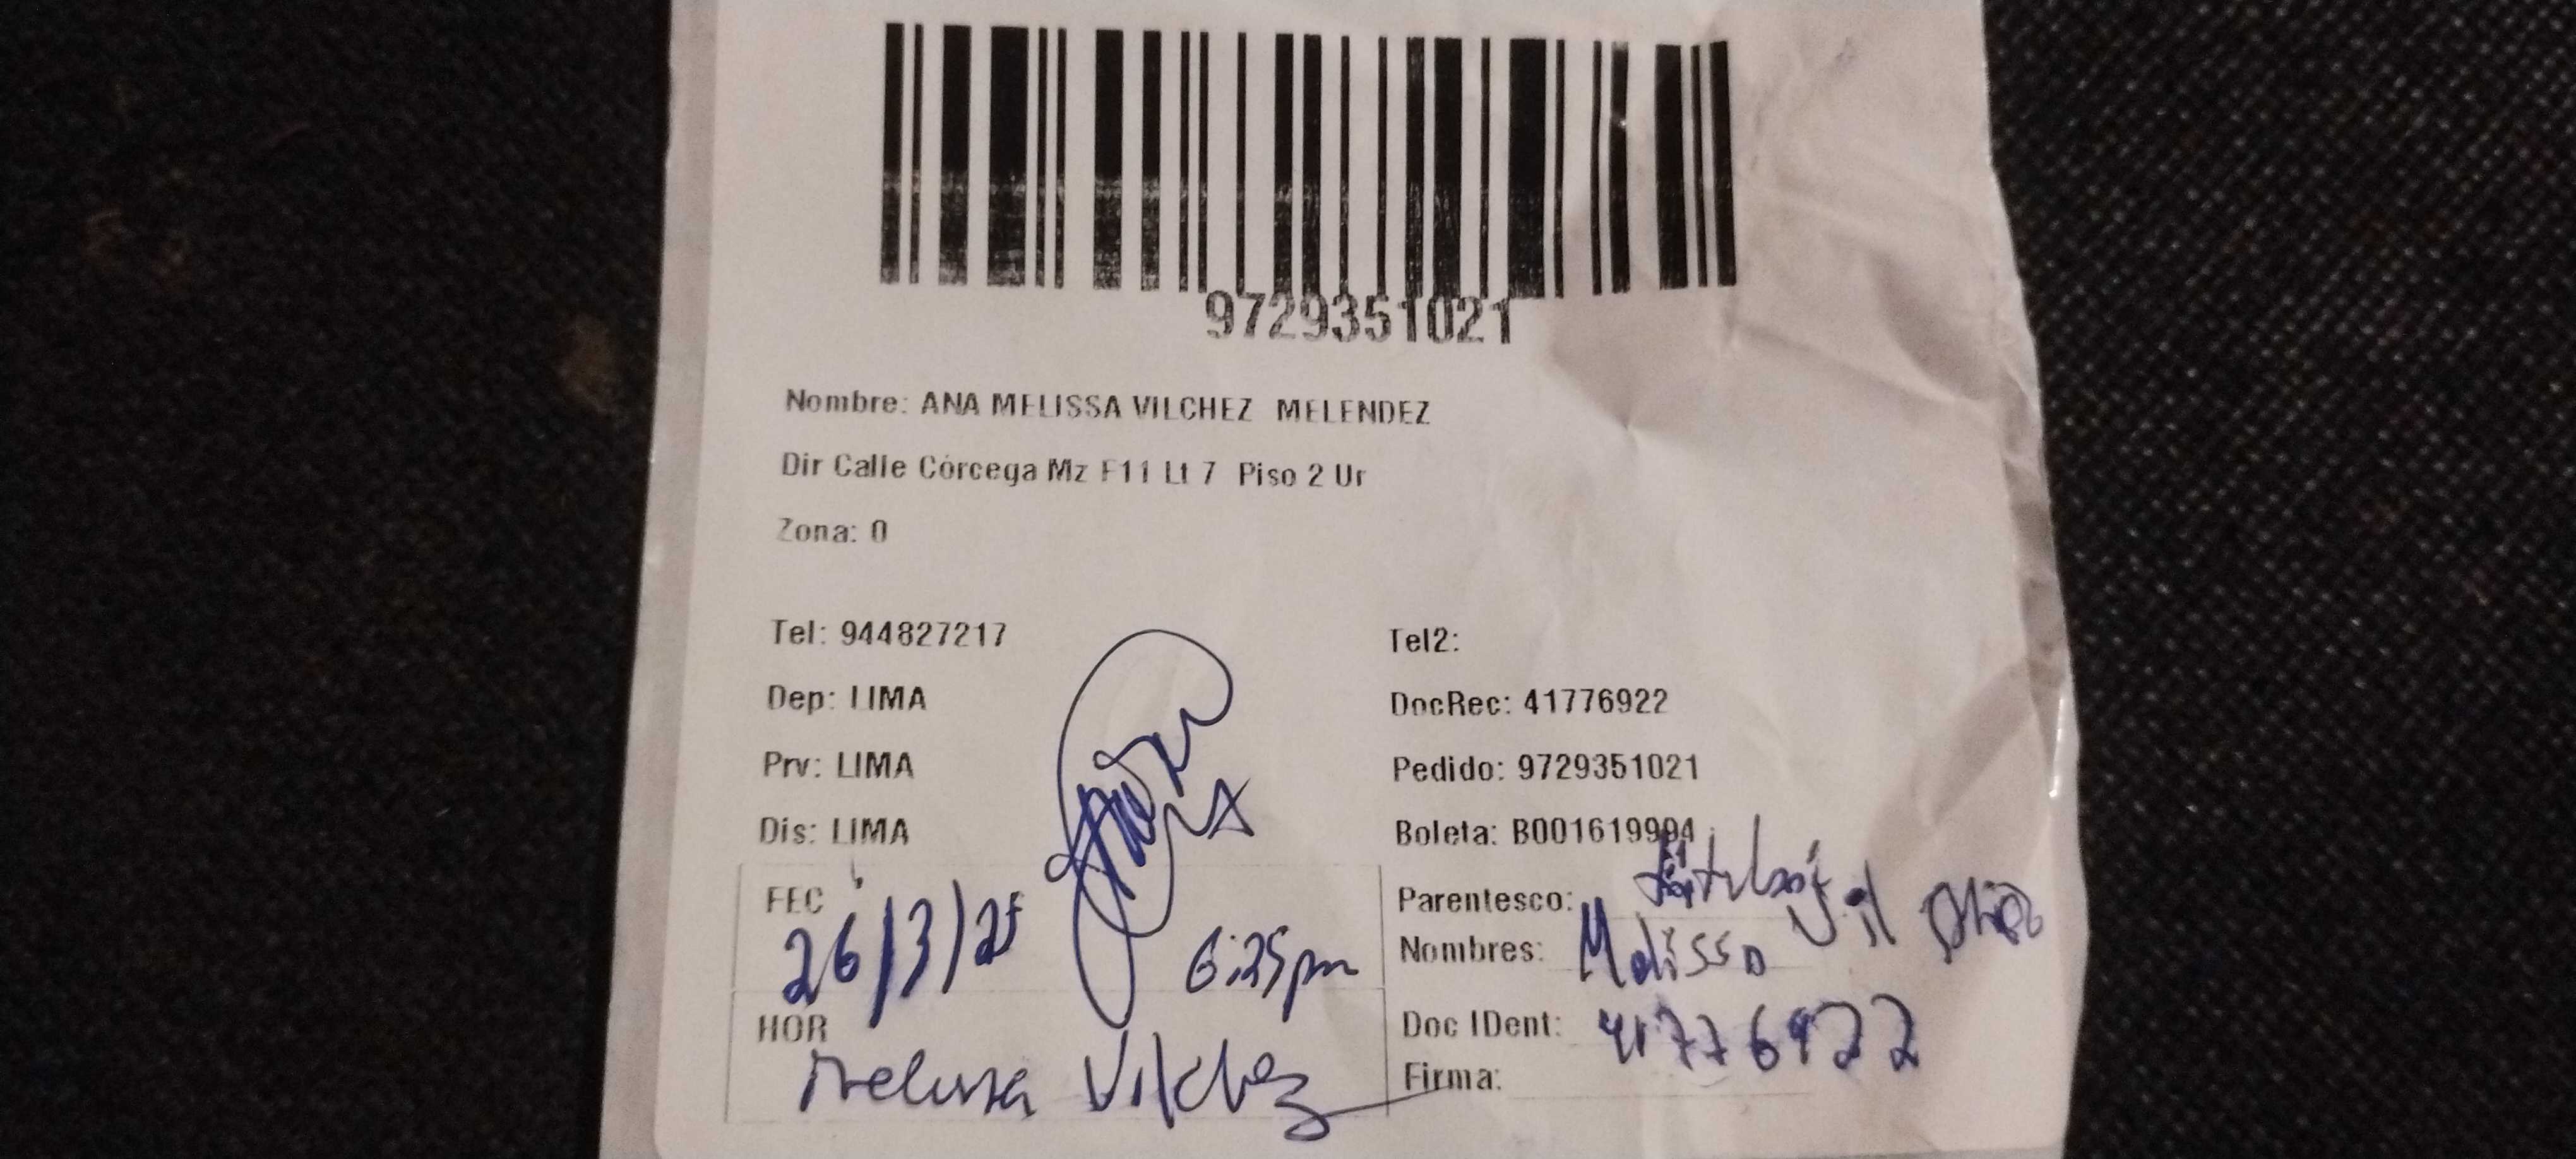 9729351021
Nombre: ANA MELISSA VILCHEZ MELENDEZ
Dir Calle Córcega Mz F11 Lt 7 Piso 2 Ur
Zona: 0
Tel: 944827217
Tel2:
Dep: LIMA
DocRec: 41776922
Prv: LIMA
Pedido: 9729351021
Dis: LIMA
Boleta: B001619994
FEC
26/3/25
6:25pm
Parentesco:
Nombres: Melissa Vilchez
HOR
Melissa Vilchez
Doc IDent: 41776922
Firma: